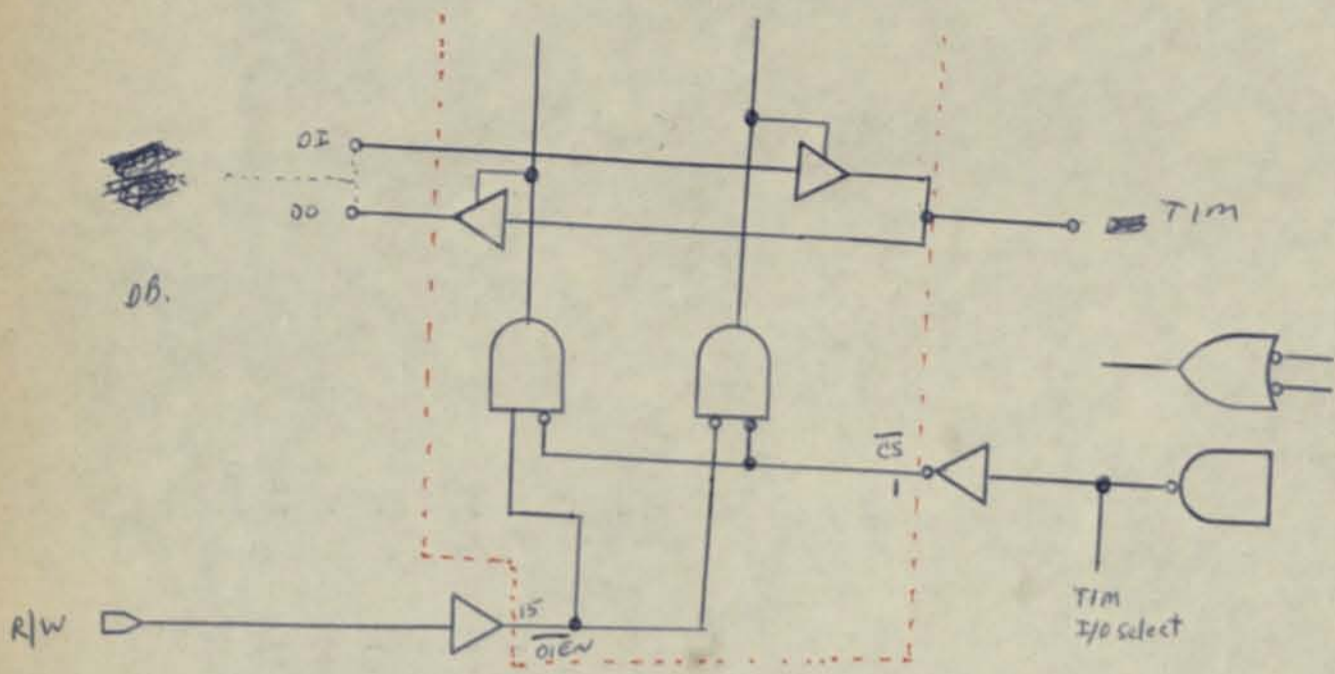 DI
DO
DB.
TIM
CS
1
R/W
15
DIEN
TIM
I/O select